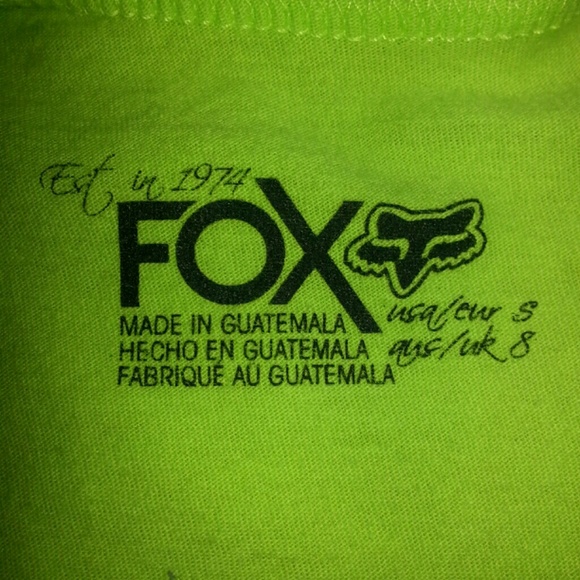 Est in 1974
FOX
MADE IN GUATEMALA
HECHO EN GUATEMALA
FABRIQUÉ AU GUATEMALA
usa/eur S
aus/uk 8